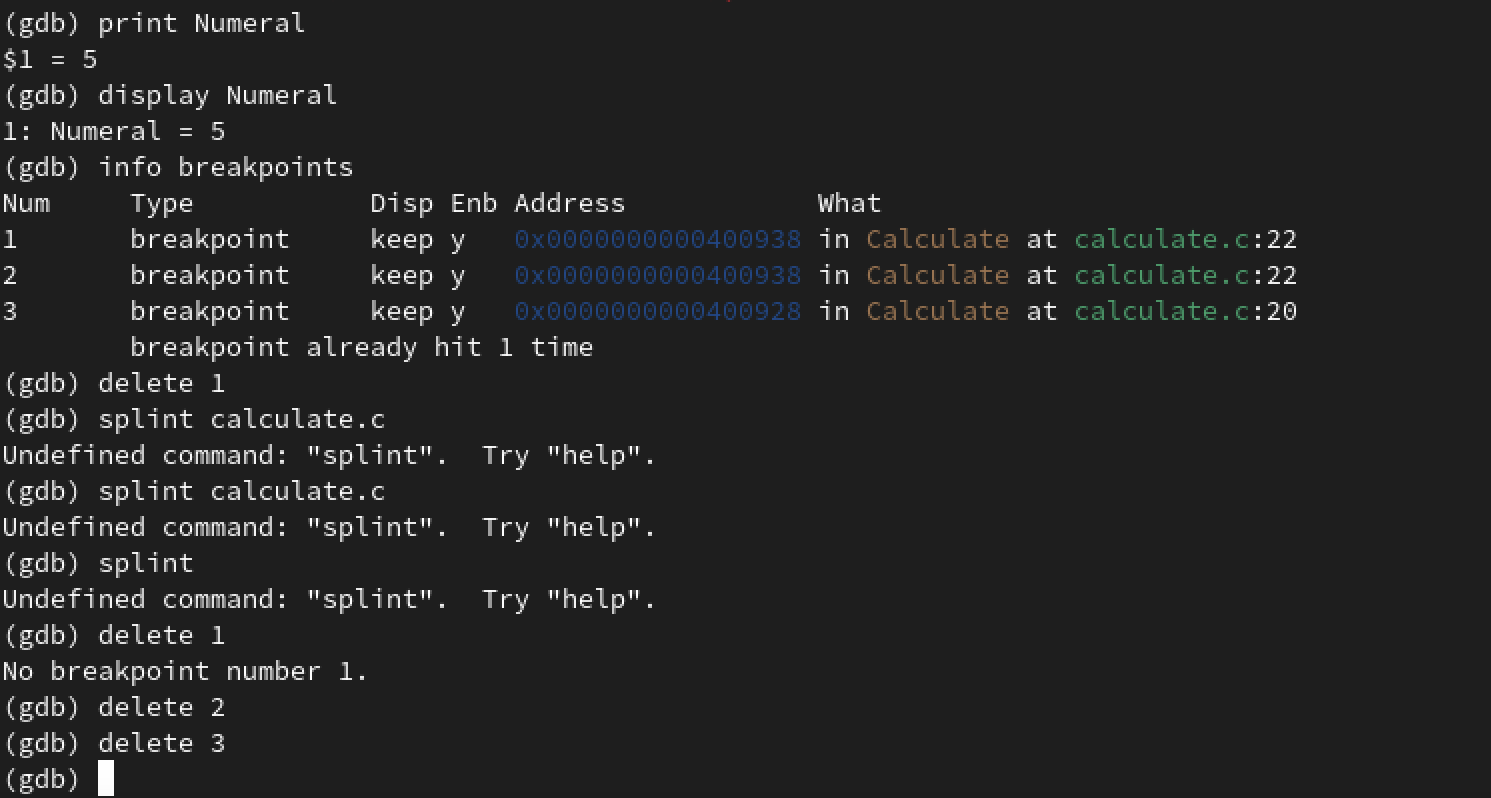 (gdb) print Numeral
$1 = 5
(gdb) display Numeral
1: Numeral = 5
(gdb) info breakpoints
Num     Type           Disp Enb Address            What
1       breakpoint     keep y   0x0000000000400938 in Calculate at calculate.c:22
2       breakpoint     keep y   0x0000000000400938 in Calculate at calculate.c:22
3       breakpoint     keep y   0x0000000000400928 in Calculate at calculate.c:20
        breakpoint already hit 1 time
(gdb) delete 1
(gdb) splint calculate.c
Undefined command: "splint".  Try "help".
(gdb) splint calculate.c
Undefined command: "splint".  Try "help".
(gdb) splint
Undefined command: "splint".  Try "help".
(gdb) delete 1
No breakpoint number 1.
(gdb) delete 2
(gdb) delete 3
(gdb)